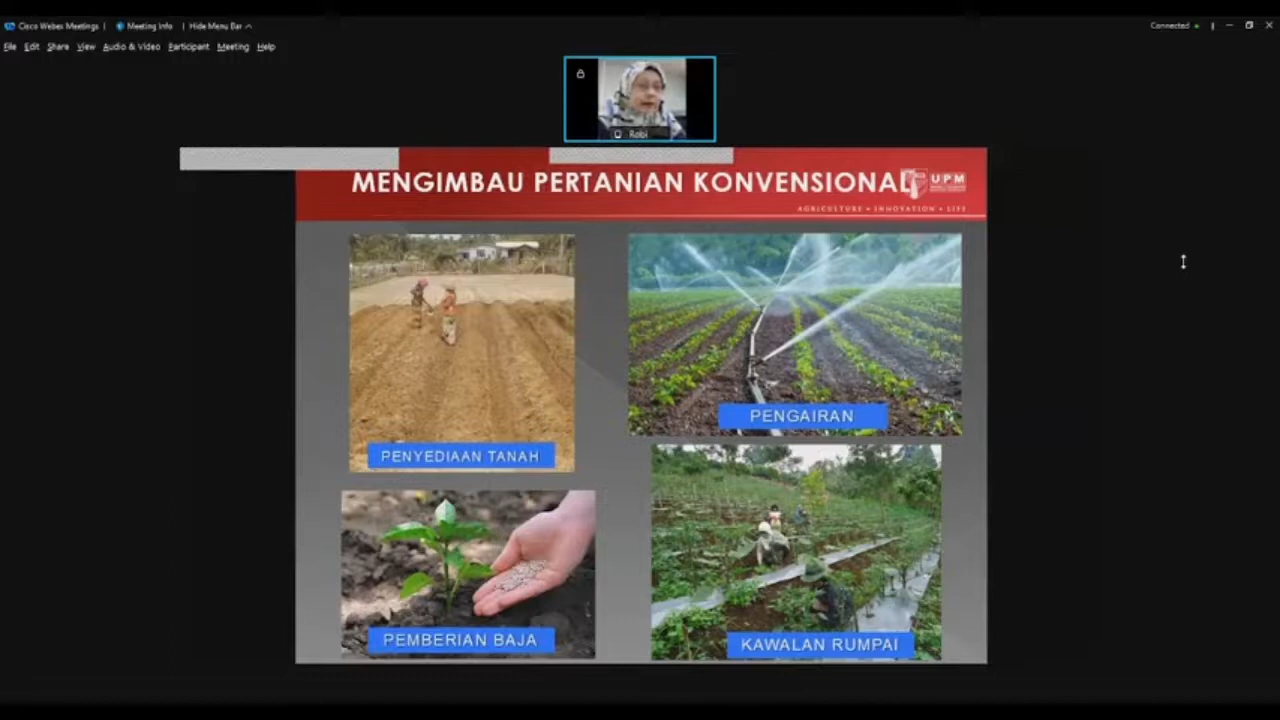 Cisco Webex Meetings | Meeting Info | Hide Menu Bar
Connected
File Edit Share View Audio & Video Participant Meeting Help
Robi
MENGIMBAU PERTANIAN KONVENSIONAL
UPM
AGRICULTURE • INNOVATION • LIFE
PENGAIRAN
PENYEDIAAN TANAH
PEMBERIAN BAJA
KAWALAN RUMPAI